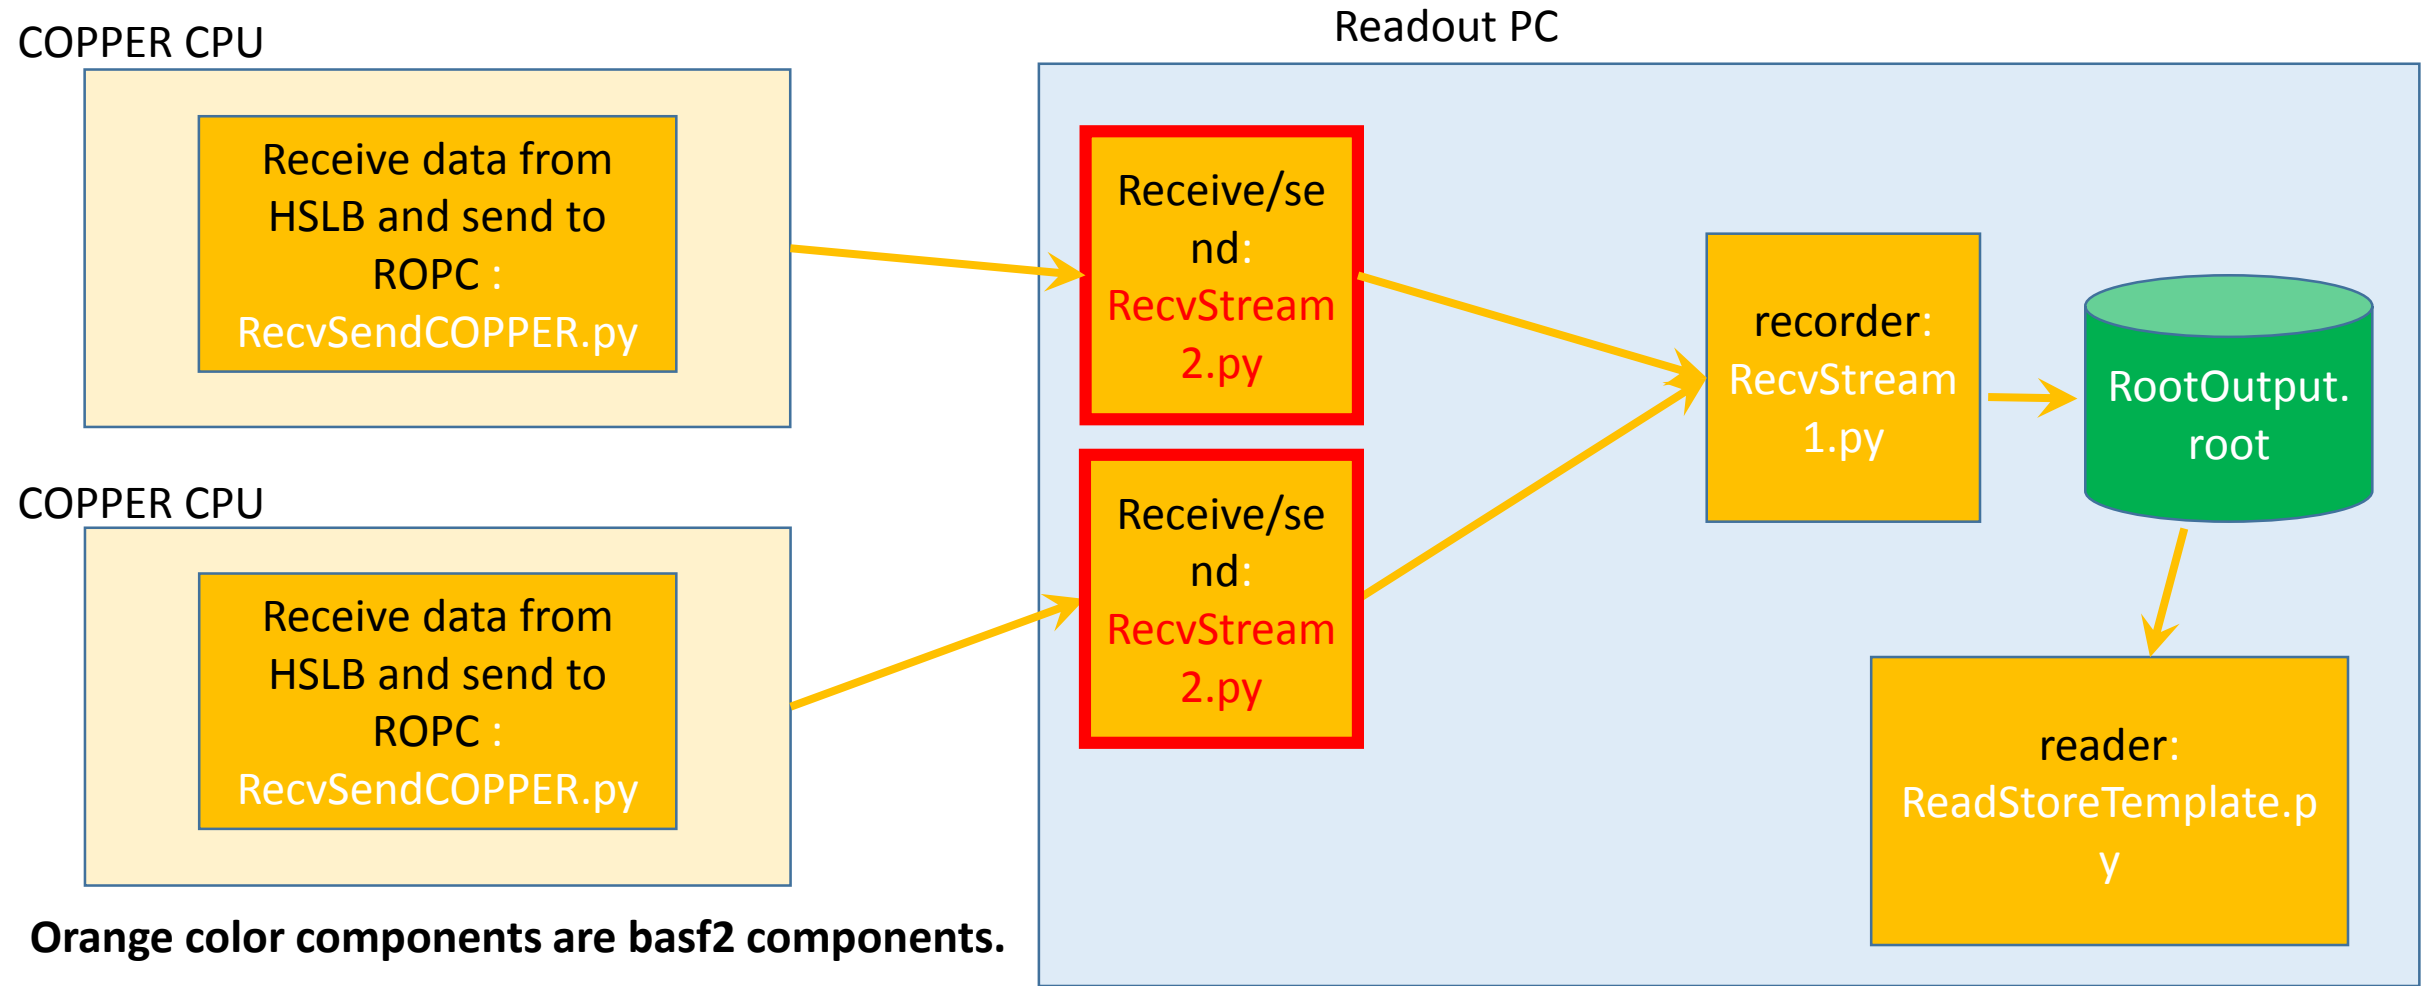 COPPER CPU
Receive data from
HSLB and send to
ROPC :
RecvSendCOPPER.py
COPPER CPU
Receive data from
HSLB and send to
ROPC :
RecvSendCOPPER.py
Orange color components are basf2 components.
Readout PC
Receive/se
nd:
RecvStream
2.py
Receive/se
nd:
RecvStream
2.py
recorder:
RecvStream
1.py
RootOutput.
root
reader:
ReadStoreTemplate.p
y